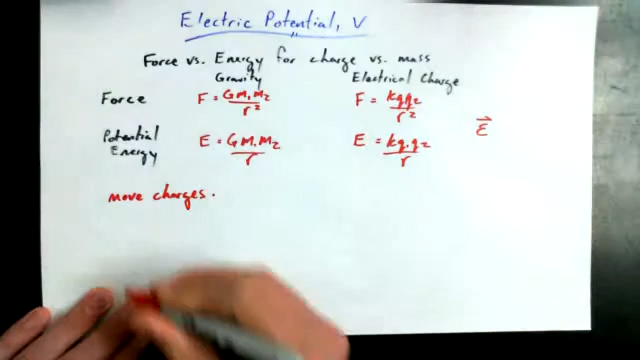 Electric Potential, V
Force vs. Energy for charge vs. mass
Gravity Electrical Charge
Force F = GM₁M₂/r² F = kq₁q₂/r²
Potential Energy E = GM₁M₂/r E = kq₁q₂/r
ε⃗
move charges.